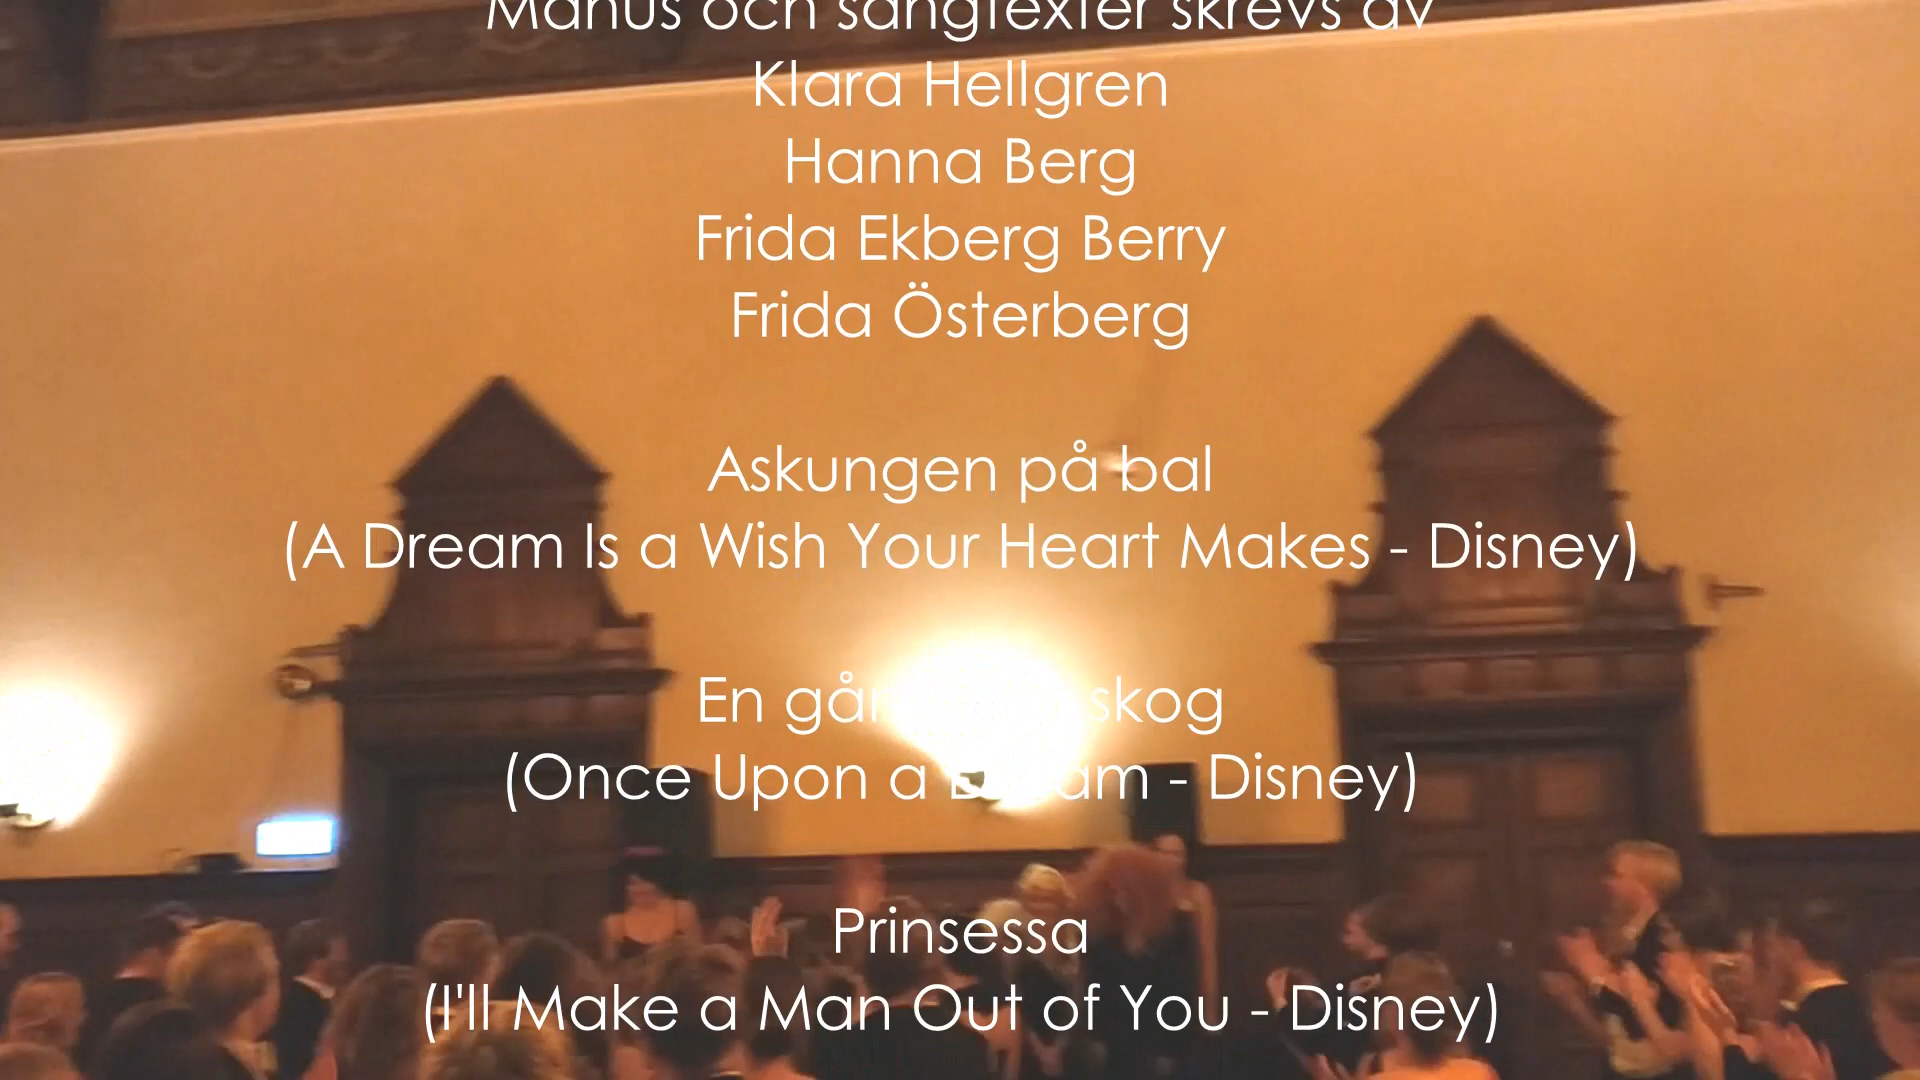 Manus och sångtexter skrevs av
Klara Hellgren
Hanna Berg
Frida Ekberg Berry
Frida Österberg
Askungen på bal
(A Dream Is a Wish Your Heart Makes - Disney)
En skog
(Once Upon a - Disney)
Prinsessa
(I'll Make a Man Out of You - Disney)